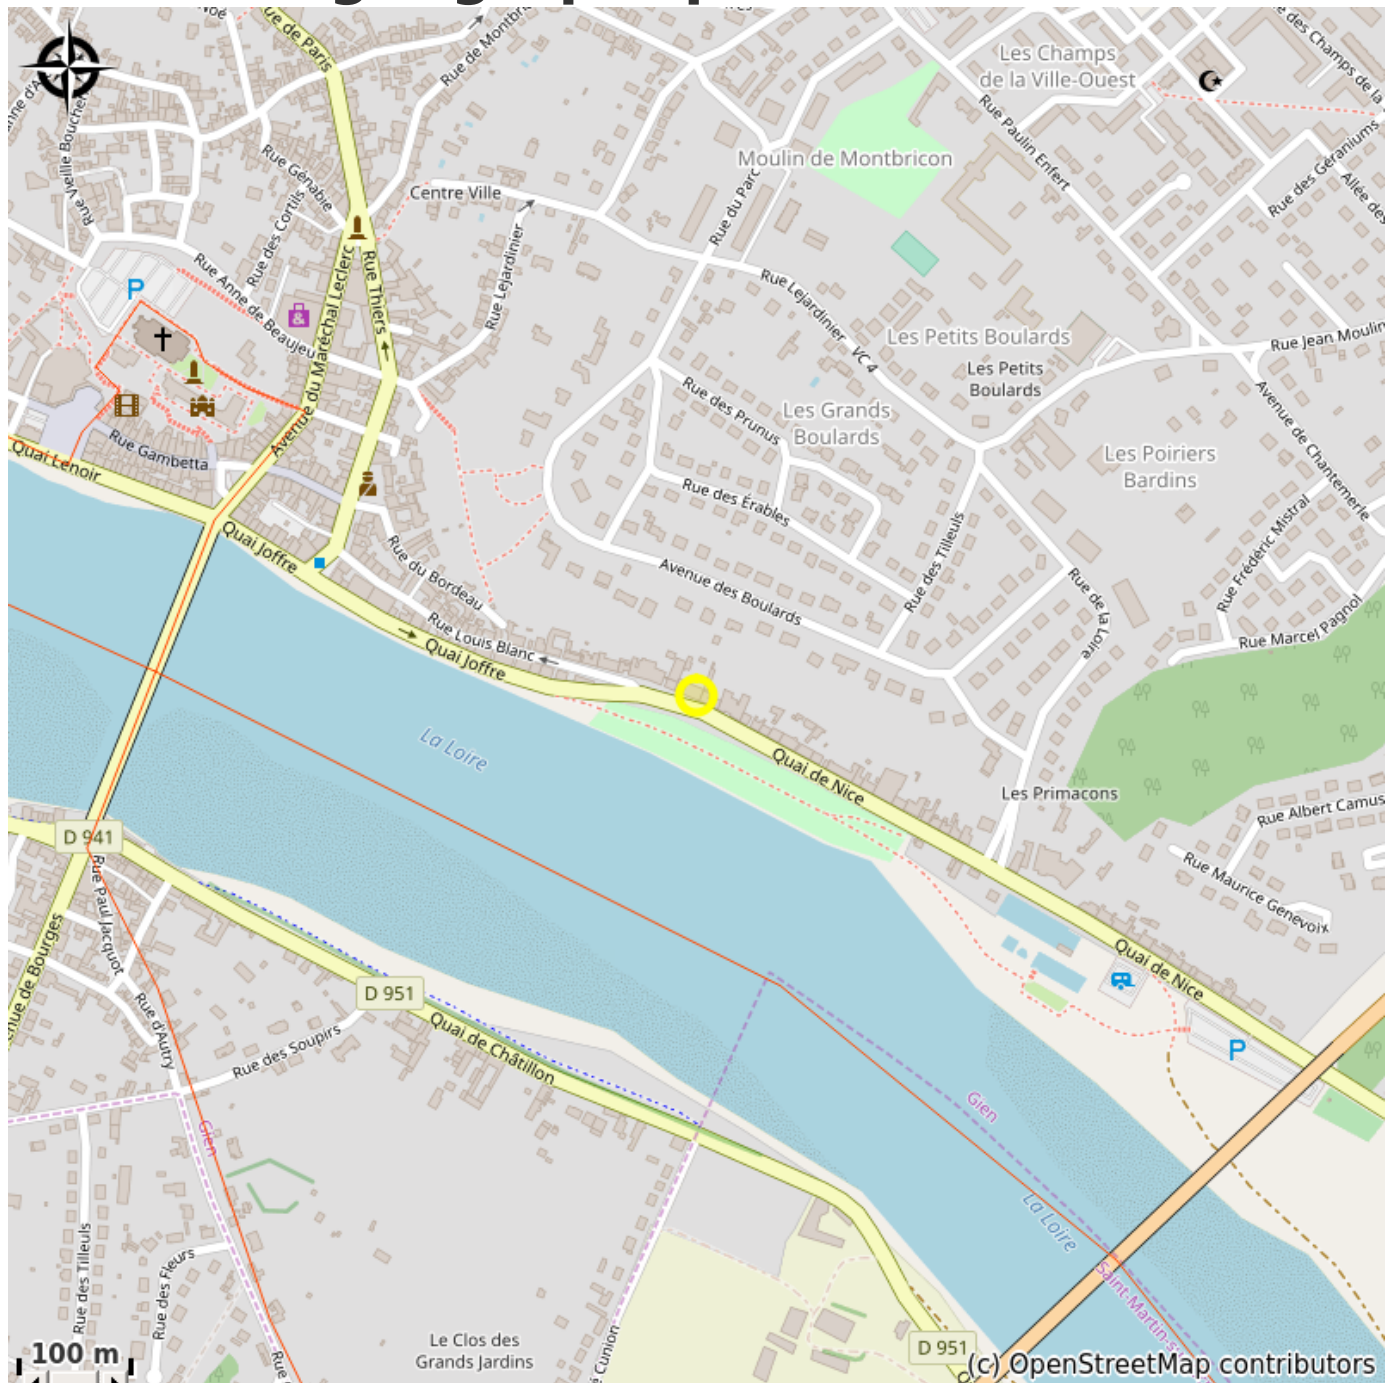 Rue de Paris
Rue de Montbri
Les Champs
de la Ville-Ouest
Rue Vieille Boucherie
Rue Génabie
Centre Ville
Moulin de Montbricon
Rue Paulin Enfert
Rue des Géraniums
Allée des
e des Champs de la
Rue des Cortils
Rue du Parc
Rue Anne de Beaujeu
P
&
Avenue du Maréchal Leclerc
Rue Thiers
Rue Lejardinier
Rue Lejardinier
VC 4
Les Petits Boulards
Les Petits
Boulards
Rue Jean Moulin
Rue des Prunus
Les Grands
Boulards
Avenue de Chantemerle
Quai Lenoir
Rue Gambetta
Les Poiriers
Bardins
Rue des Érables
Quai Joffre
Rue du Bordeau
Avenue des Boulards
Rue des Tilleuls
Rue de la Loire
Rue Frédéric Mistral
Rue Marcel Pagnol
Rue Louis Blanc
Quai Joffre
La Loire
Quai de Nice
Les Primacons
Rue Albert Camus
Rue Maurice Genevoix
D 941
Rue Paul Jacquot
nue de Bourges
D 951
Quai de Châtillon
Rue d'Autry
Rue des Soupirs
Quai de Nice
P
Gien
Gien
La Loire
Saint-Martin-s
Rue des Tilleuls
Rue des Fleurs
Le Clos des
Grands Jardins
Cunion
D 951
100 m
(c) OpenStreetMap contributors